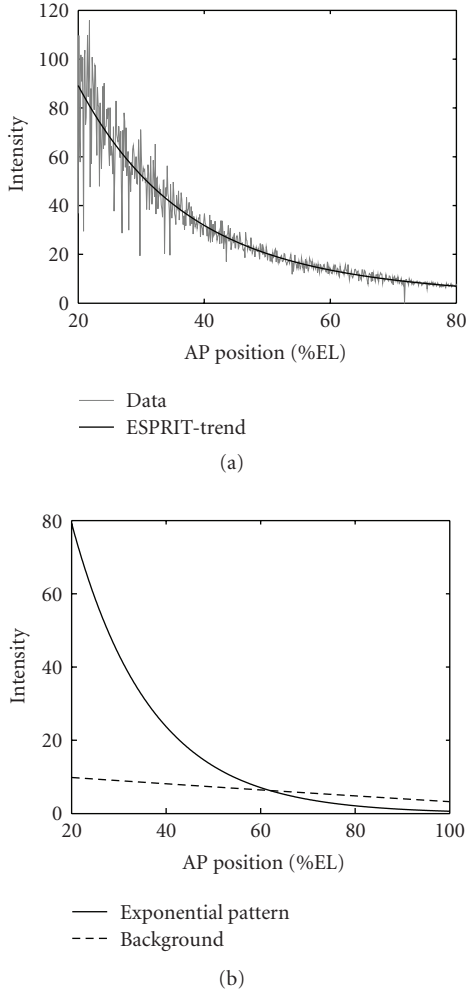 120
100
80
60
40
20
0
Intensity
20 40 60 80
AP position (%EL)
Data
ESPRIT-trend
(a)
80
60
40
20
0
Intensity
20 40 60 80 100
AP position (%EL)
Exponential pattern
Background
(b)